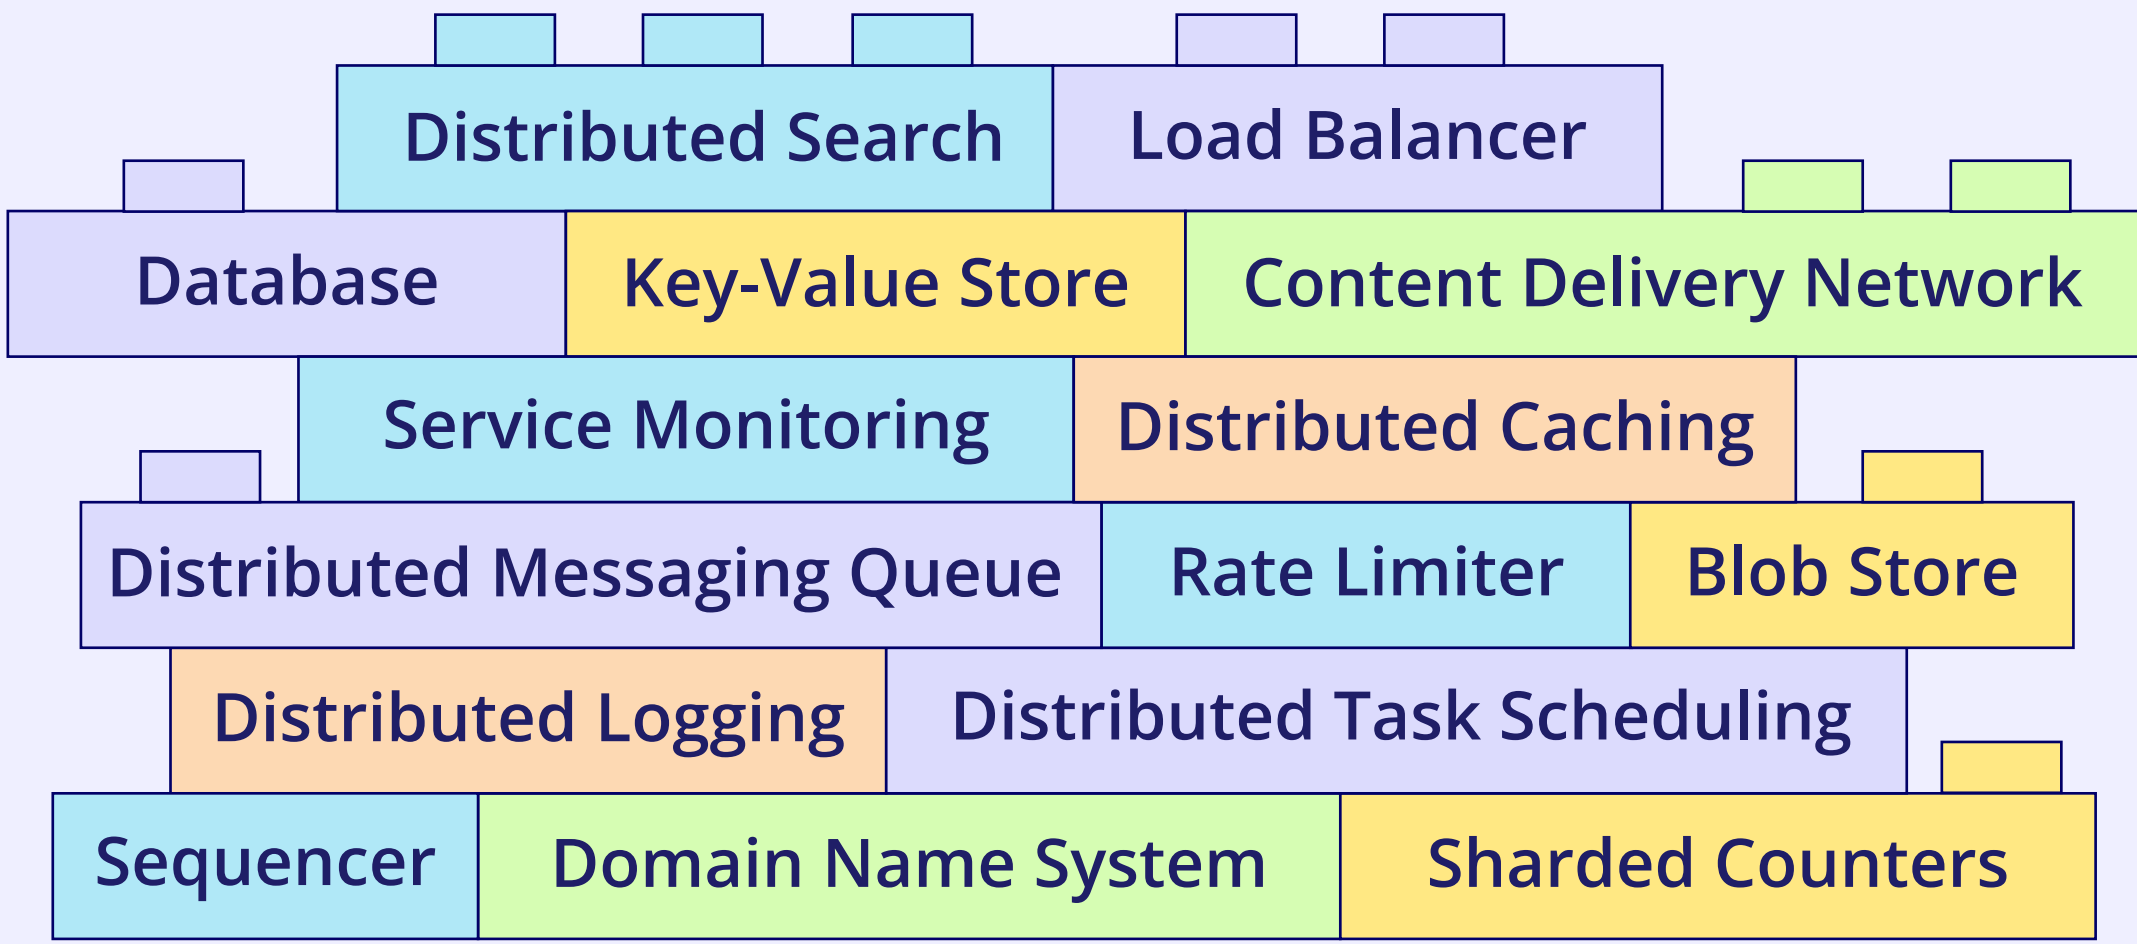 Distributed Search
Load Balancer
Database
Key-Value Store
Content Delivery Network
Service Monitoring
Distributed Caching
Distributed Messaging Queue
Rate Limiter
Blob Store
Distributed Logging
Distributed Task Scheduling
Sequencer
Domain Name System
Sharded Counters